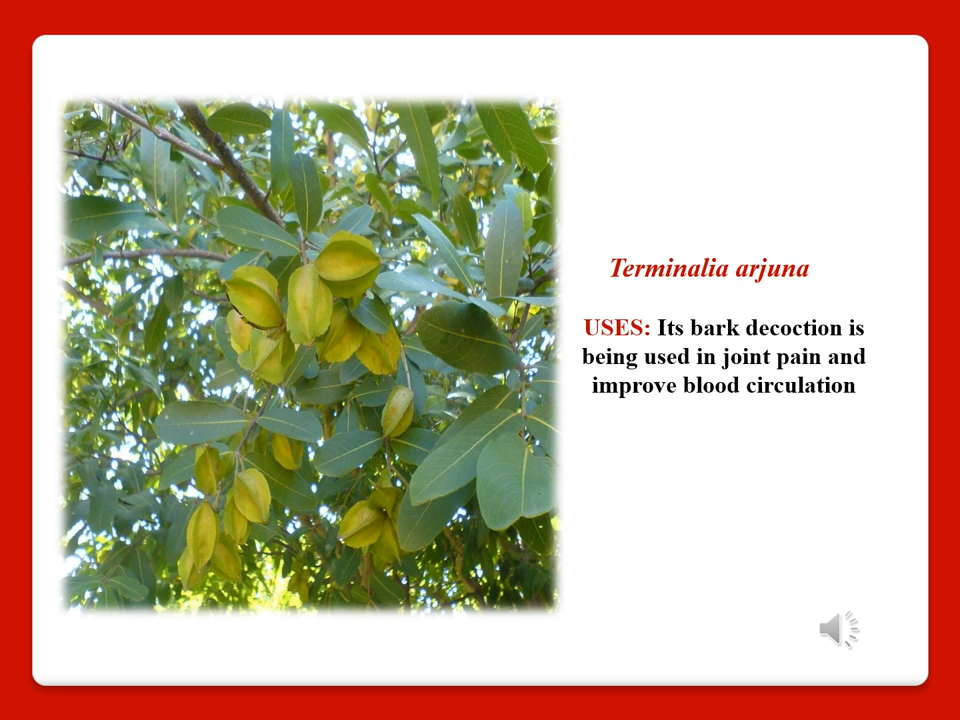 Terminalia arjuna
USES: Its bark decoction is
being used in joint pain and
improve blood circulation